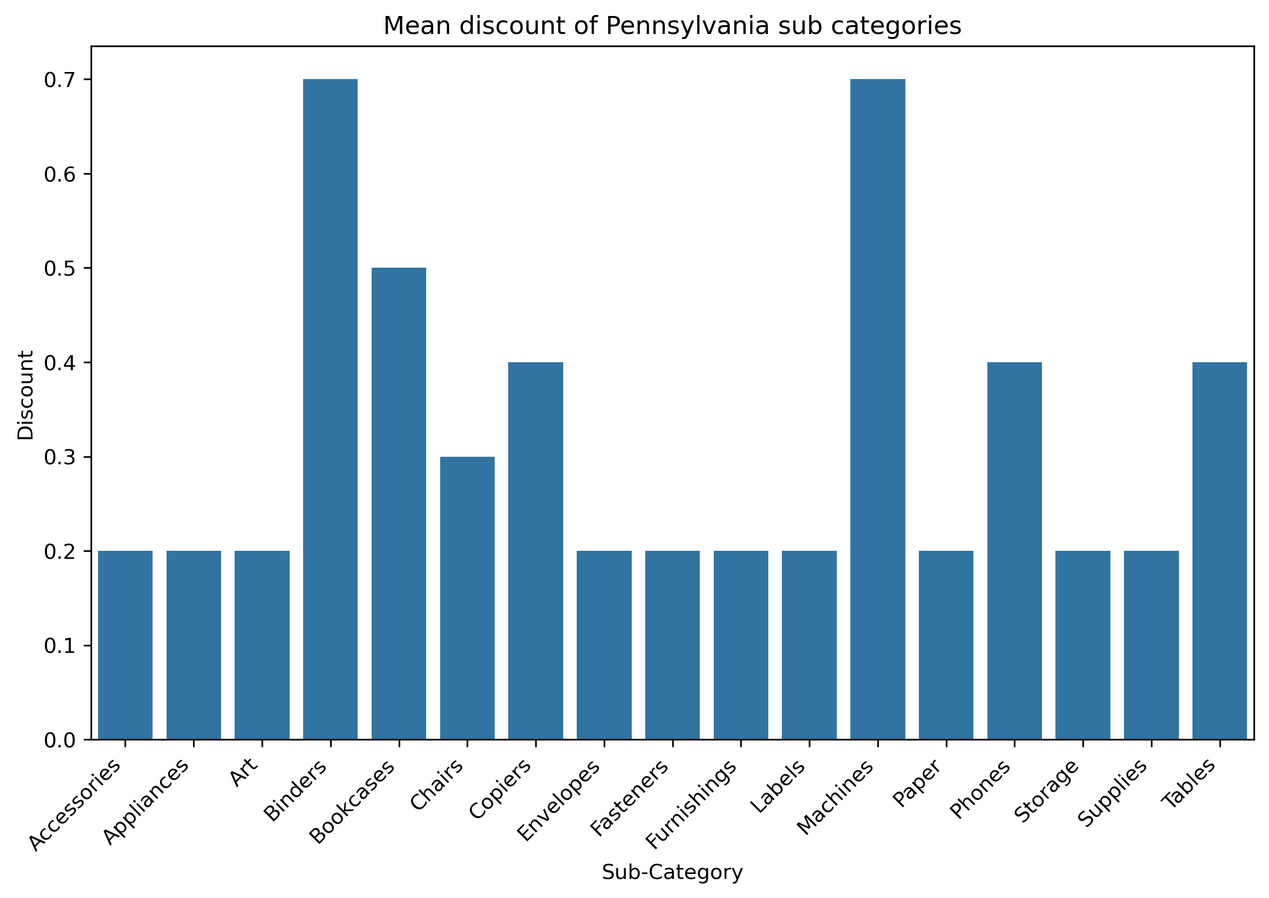 Mean discount of Pennsylvania sub categories
Discount
0.7
0.6
0.5
0.4
0.3
0.2
0.1
0.0
Accessories
Appliances
Art
Binders
Bookcases
Chairs
Copiers
Envelopes
Fasteners
Furnishings
Labels
Machines
Paper
Phones
Storage
Supplies
Tables
Sub-Category